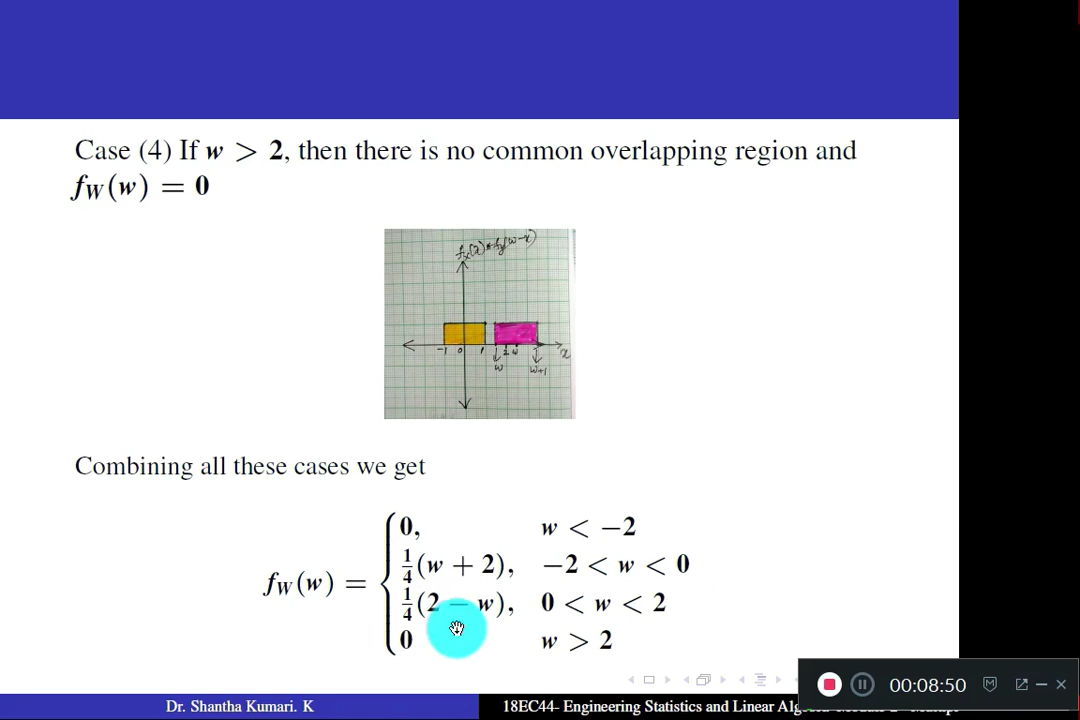 Case (4) If w > 2, then there is no common overlapping region and
fW(w) = 0
fx(x)*fy(w-x)
-1 0 1 2 w x
w w+1
Combining all these cases we get
0, w < −2
1/4(w + 2), −2 < w < 0
fW(w) =
1/4(2 − w), 0 < w < 2
0 w > 2
00:08:50
Dr. Shantha Kumari. K 18EC44- Engineering Statistics and Linear Alg